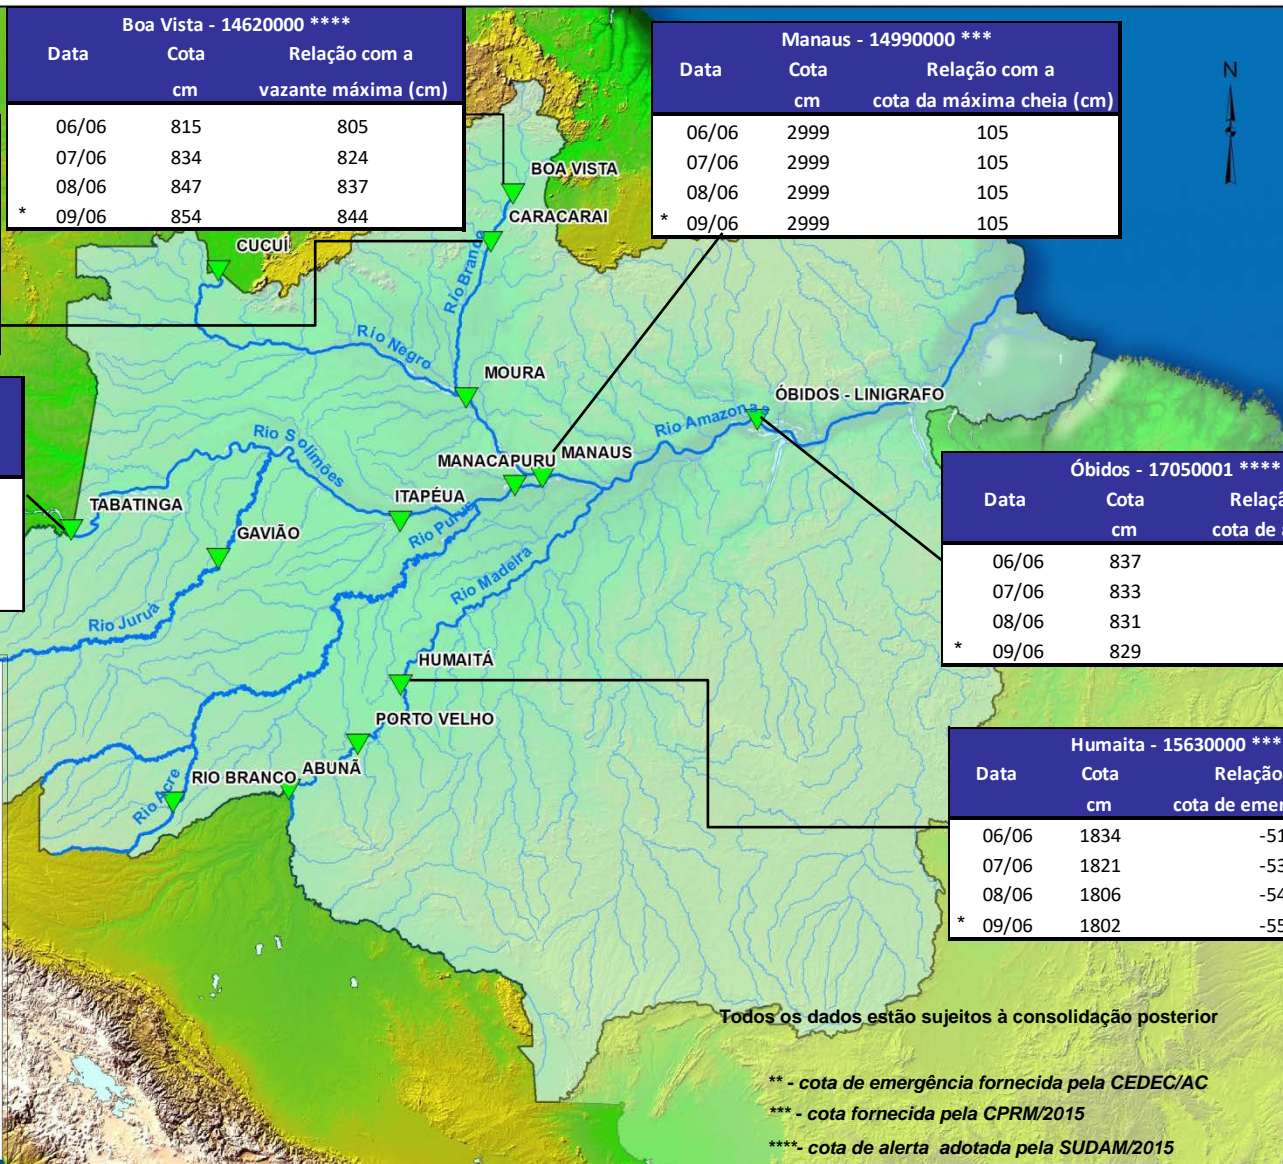 Boa Vista - 14620000 ****
Data Cota Relação com a
cm vazante máxima (cm)
06/06 815 805
07/06 834 824
08/06 847 837
* 09/06 854 844
Manaus - 14990000 ***
Data Cota Relação com a
cm cota da máxima cheia (cm)
06/06 2999 105
07/06 2999 105
08/06 2999 105
* 09/06 2999 105
N
BOA VISTA
CARACARAI
CUCUÍ
Rio Branco
Rio Negro
MOURA
ÓBIDOS - LINIGRAFO
Rio Amazonas
Rio Solimões
MANACAPURU
MANAUS
ITAPÉUA
TABATINGA
GAVIÃO
Rio Purus
Rio Madeira
Rio Juruá
HUMAITÁ
PORTO VELHO
ABUNÃ
RIO BRANCO
Rio Acre
Óbidos - 17050001 ****
Data Cota
cm cota de
06/06 837
07/06 833
08/06 831
* 09/06 829
Humaita - 15630000 ***
Data Cota Relação
cm
06/06 1834 -51
07/06 1821 -53
08/06 1806 -54
* 09/06 1802 -55
Todos os dados estão sujeitos à consolidação posterior
** - cota de emergência fornecida pela CEDEC/AC
*** - cota fornecida pela CPRM/2015
****- cota de alerta adotada pela SUDAM/2015